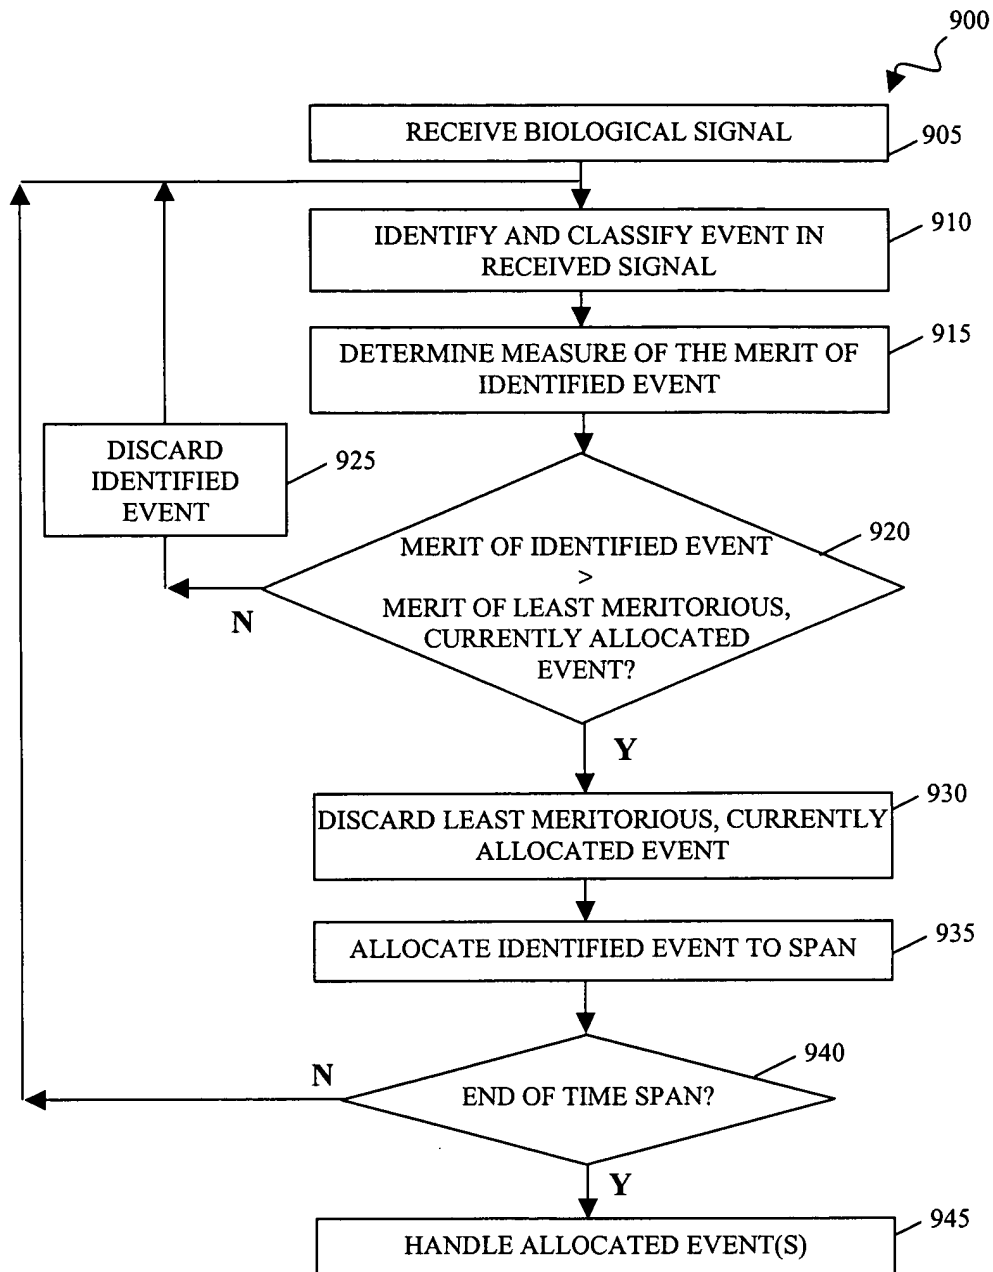 900
RECEIVE BIOLOGICAL SIGNAL
905
IDENTIFY AND CLASSIFY EVENT IN
RECEIVED SIGNAL
910
DETERMINE MEASURE OF THE MERIT OF
IDENTIFIED EVENT
915
DISCARD
IDENTIFIED
EVENT
925
MERIT OF IDENTIFIED EVENT
>
MERIT OF LEAST MERITORIOUS,
CURRENTLY ALLOCATED
EVENT?
920
N
Y
DISCARD LEAST MERITORIOUS, CURRENTLY
ALLOCATED EVENT
930
ALLOCATE IDENTIFIED EVENT TO SPAN
935
END OF TIME SPAN?
940
N
Y
HANDLE ALLOCATED EVENT(S)
945